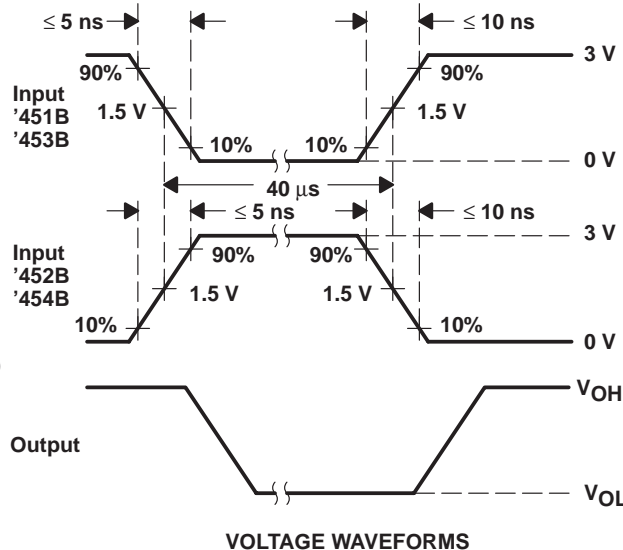 ≤ 5 ns
≤ 10 ns
3 V
90%
90%
Input
'451B
'453B
1.5 V
1.5 V
10%
10%
0 V
40 μs
≤ 5 ns
≤ 10 ns
3 V
Input
'452B
'454B
90%
90%
1.5 V
1.5 V
10%
10%
0 V
VOH
Output
VOL
VOLTAGE WAVEFORMS